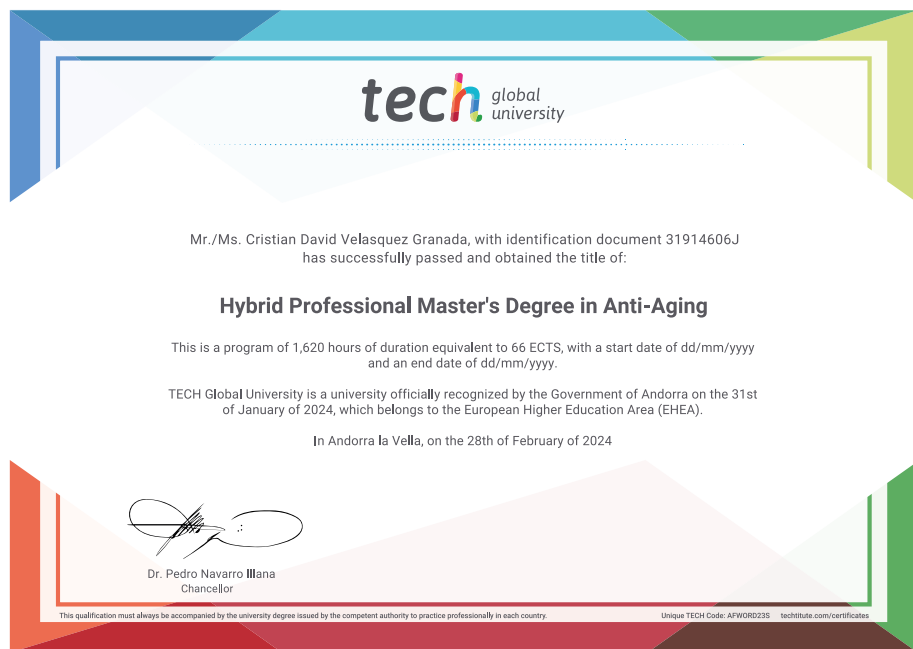 tech global university
Mr./Ms. Cristian David Velasquez Granada, with identification document 31914606J
has successfully passed and obtained the title of:
Hybrid Professional Master's Degree in Anti-Aging
This is a program of 1,620 hours of duration equivalent to 66 ECTS, with a start date of dd/mm/yyyy
and an end date of dd/mm/yyyy.
TECH Global University is a university officially recognized by the Government of Andorra on the 31st
of January of 2024, which belongs to the European Higher Education Area (EHEA).
In Andorra la Vella, on the 28th of February of 2024
Dr. Pedro Navarro Illana
Chancellor
This qualification must always be accompanied by the university degree issued by the competent authority to practice professionally in each country.
Unique TECH Code: AFWORD23S techtitute.com/certificates